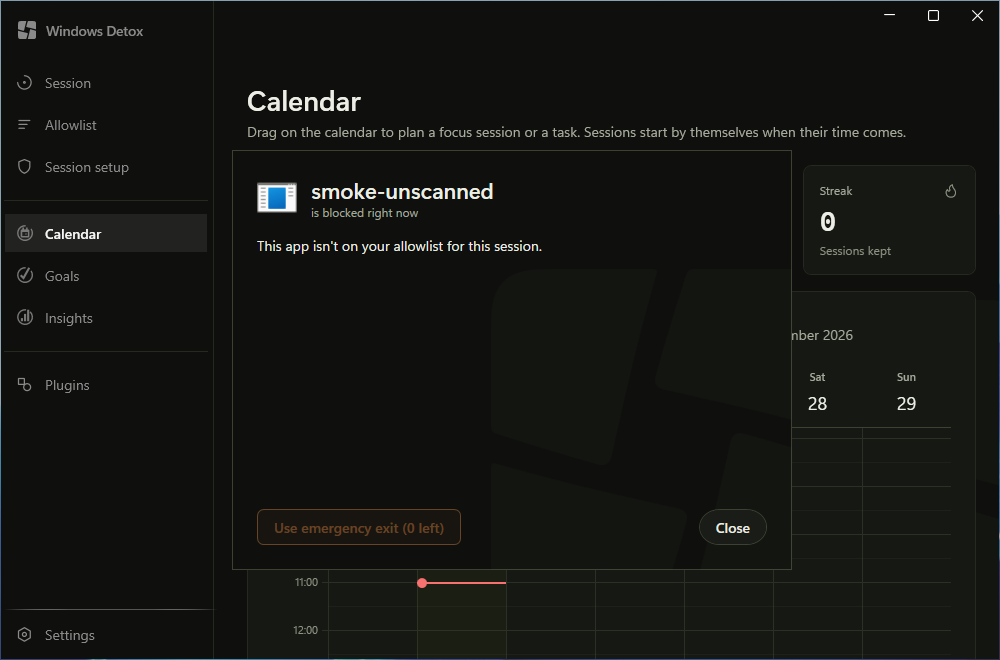 Windows Detox
Session
Allowlist
Session setup
Calendar
Goals
Insights
Plugins
Settings
Calendar
Drag on the calendar to plan a focus session or a task. Sessions start by themselves when their time comes.
smoke-unscanned
is blocked right now
This app isn't on your allowlist for this session.
Use emergency exit (0 left)
Close
Streak
0
Sessions kept
2026
Sat
Sun
28
29
11:00
12:00